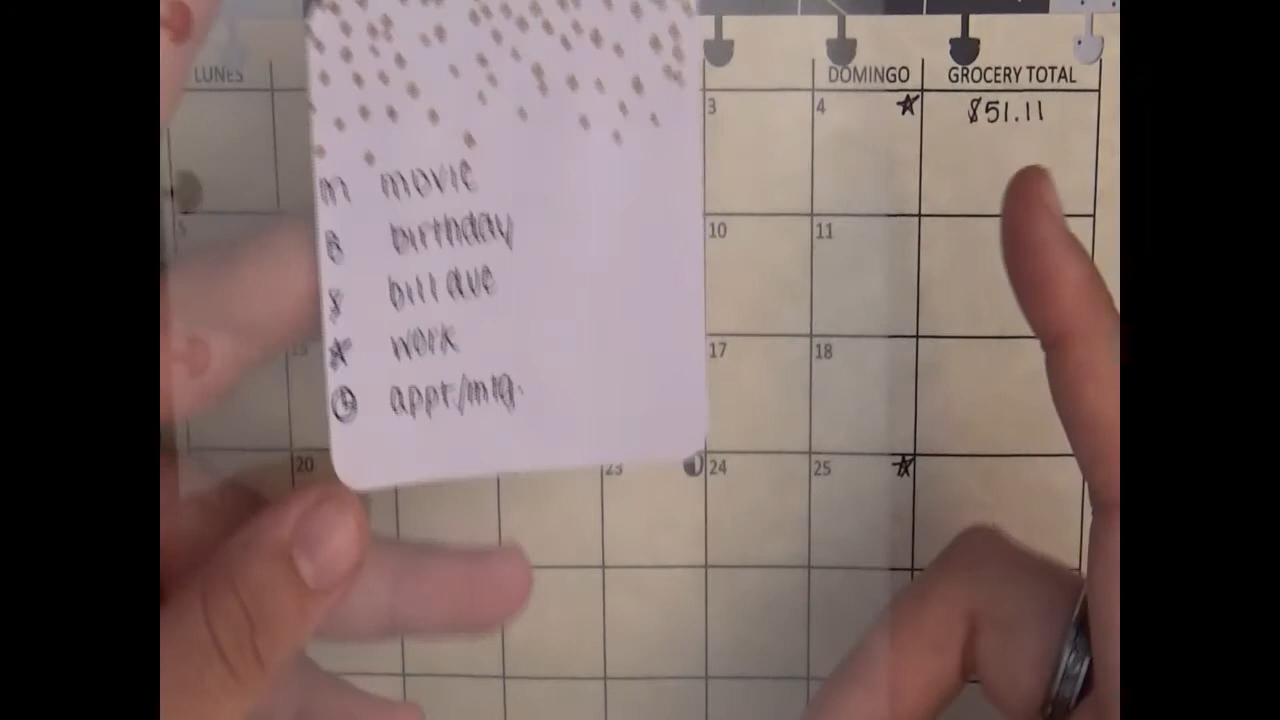 LUNES DOMINGO GROCERY TOTAL
3 4 $51.11
M movie
B birthday
$ bill due
work
appt/mtg.
5 10 11
17 18
20 23 24 25